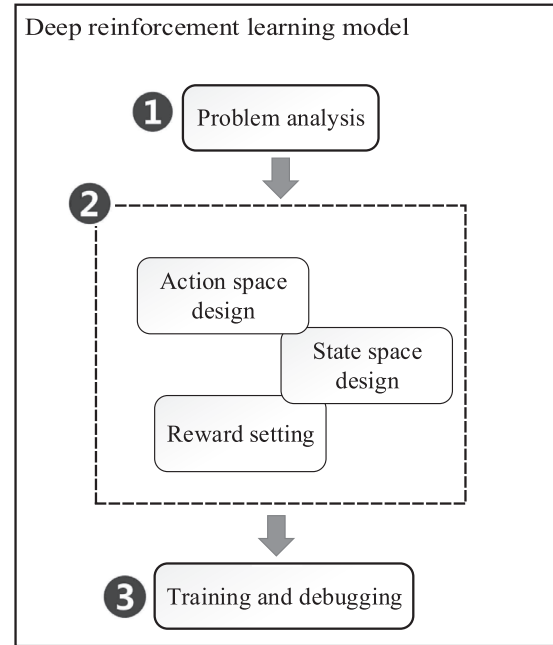 Deep reinforcement learning model
1 Problem analysis
2
Action space
design
State space
design
Reward setting
3 Training and debugging